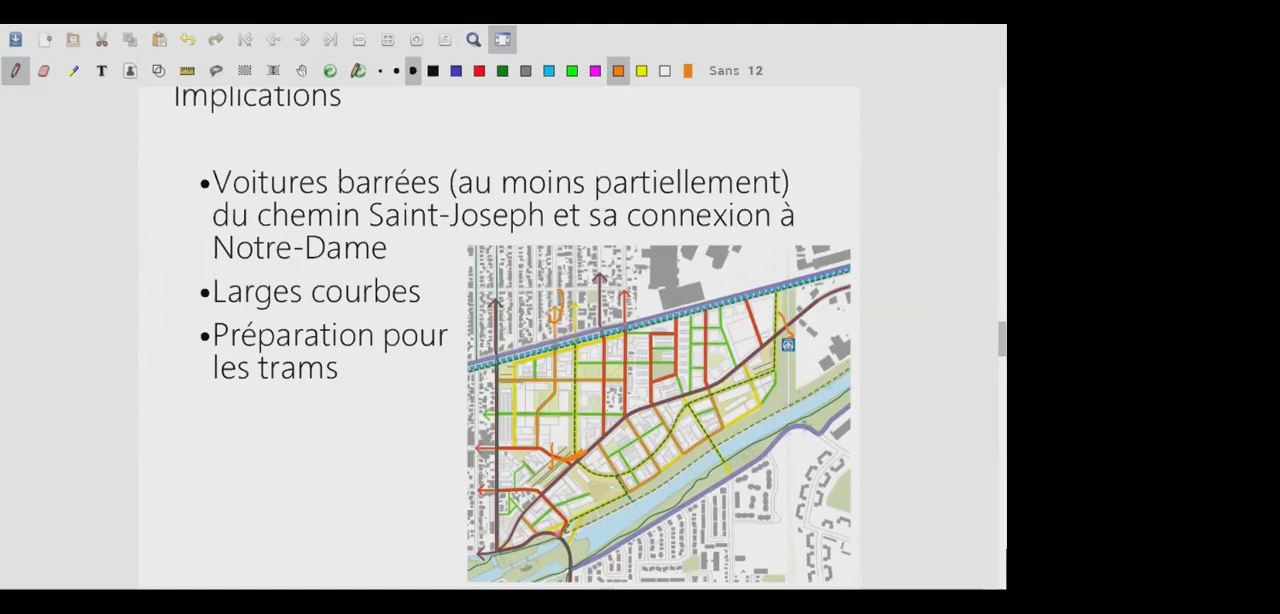 Sans 12
Implications
•Voitures barrées (au moins partiellement)
du chemin Saint-Joseph et sa connexion à
Notre-Dame
•Larges courbes
•Préparation pour
les trams